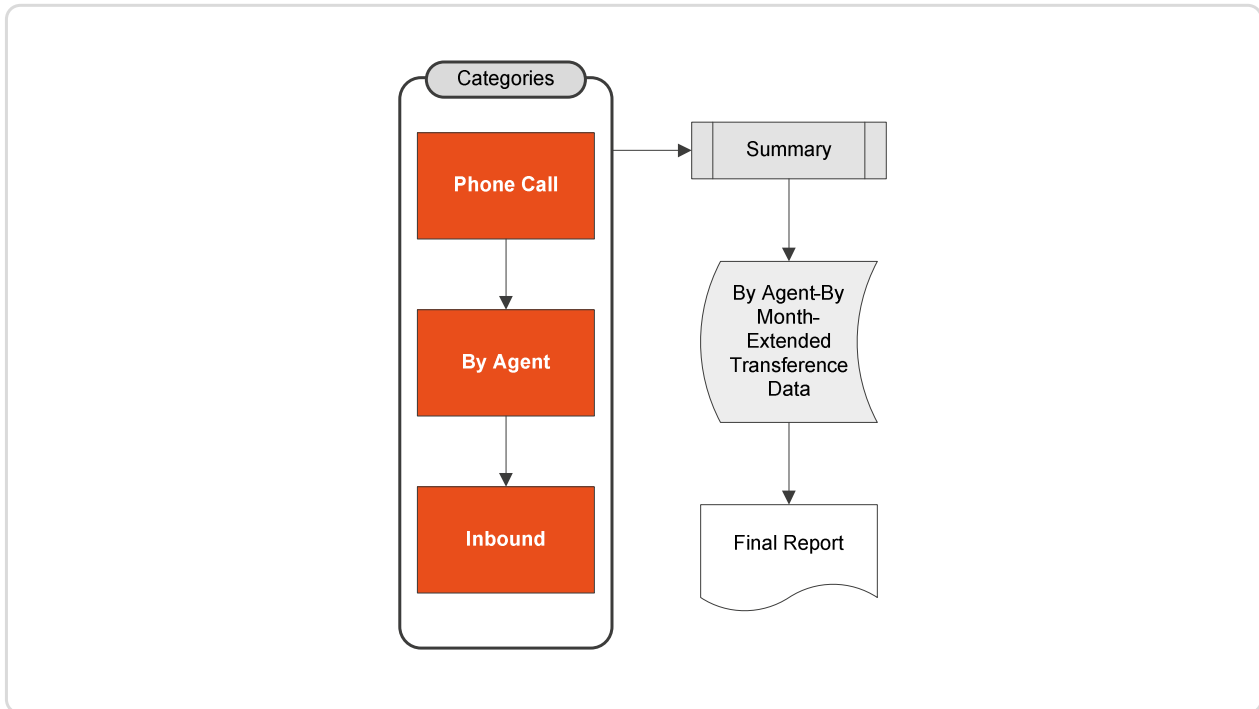 Categories
Phone Call
By Agent
Inbound
Summary
By Agent-By
Month-
Extended
Transference
Data
Final Report